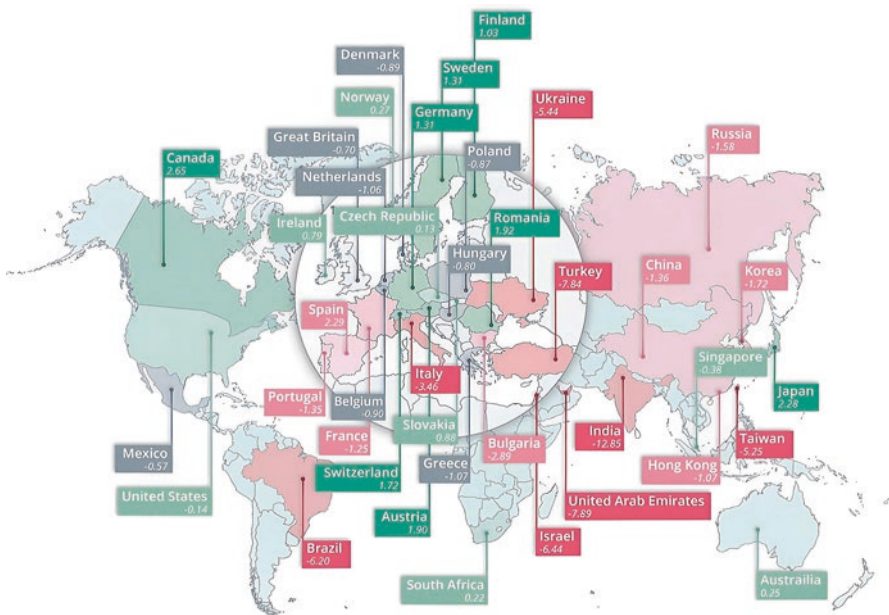 Finland
1.03
Denmark
-0.89
Sweden
1.31
Norway
0.27
Germany
1.31
Ukraine
-5.44
Great Britain
-0.70
Poland
-0.87
Russia
-1.58
Canada
2.65
Netherlands
-1.06
Ireland
0.79
Czech Republic
0.13
Romania
1.92
Hungary
-0.80
Turkey
-7.84
China
-1.36
Korea
-1.72
Spain
2.29
Singapore
-0.38
Japan
2.28
Italy
-3.46
Portugal
-1.35
Belgium
-0.90
France
-1.25
Slovakia
0.88
Bulgaria
-2.89
India
-12.85
Taiwan
-5.25
Mexico
-0.57
Switzerland
1.72
Greece
-1.07
Hong Kong
-1.07
United States
-0.14
Austria
1.90
United Arab Emirates
-7.89
Brazil
-6.20
Israel
-6.44
South Africa
0.22
Austrailia
0.25